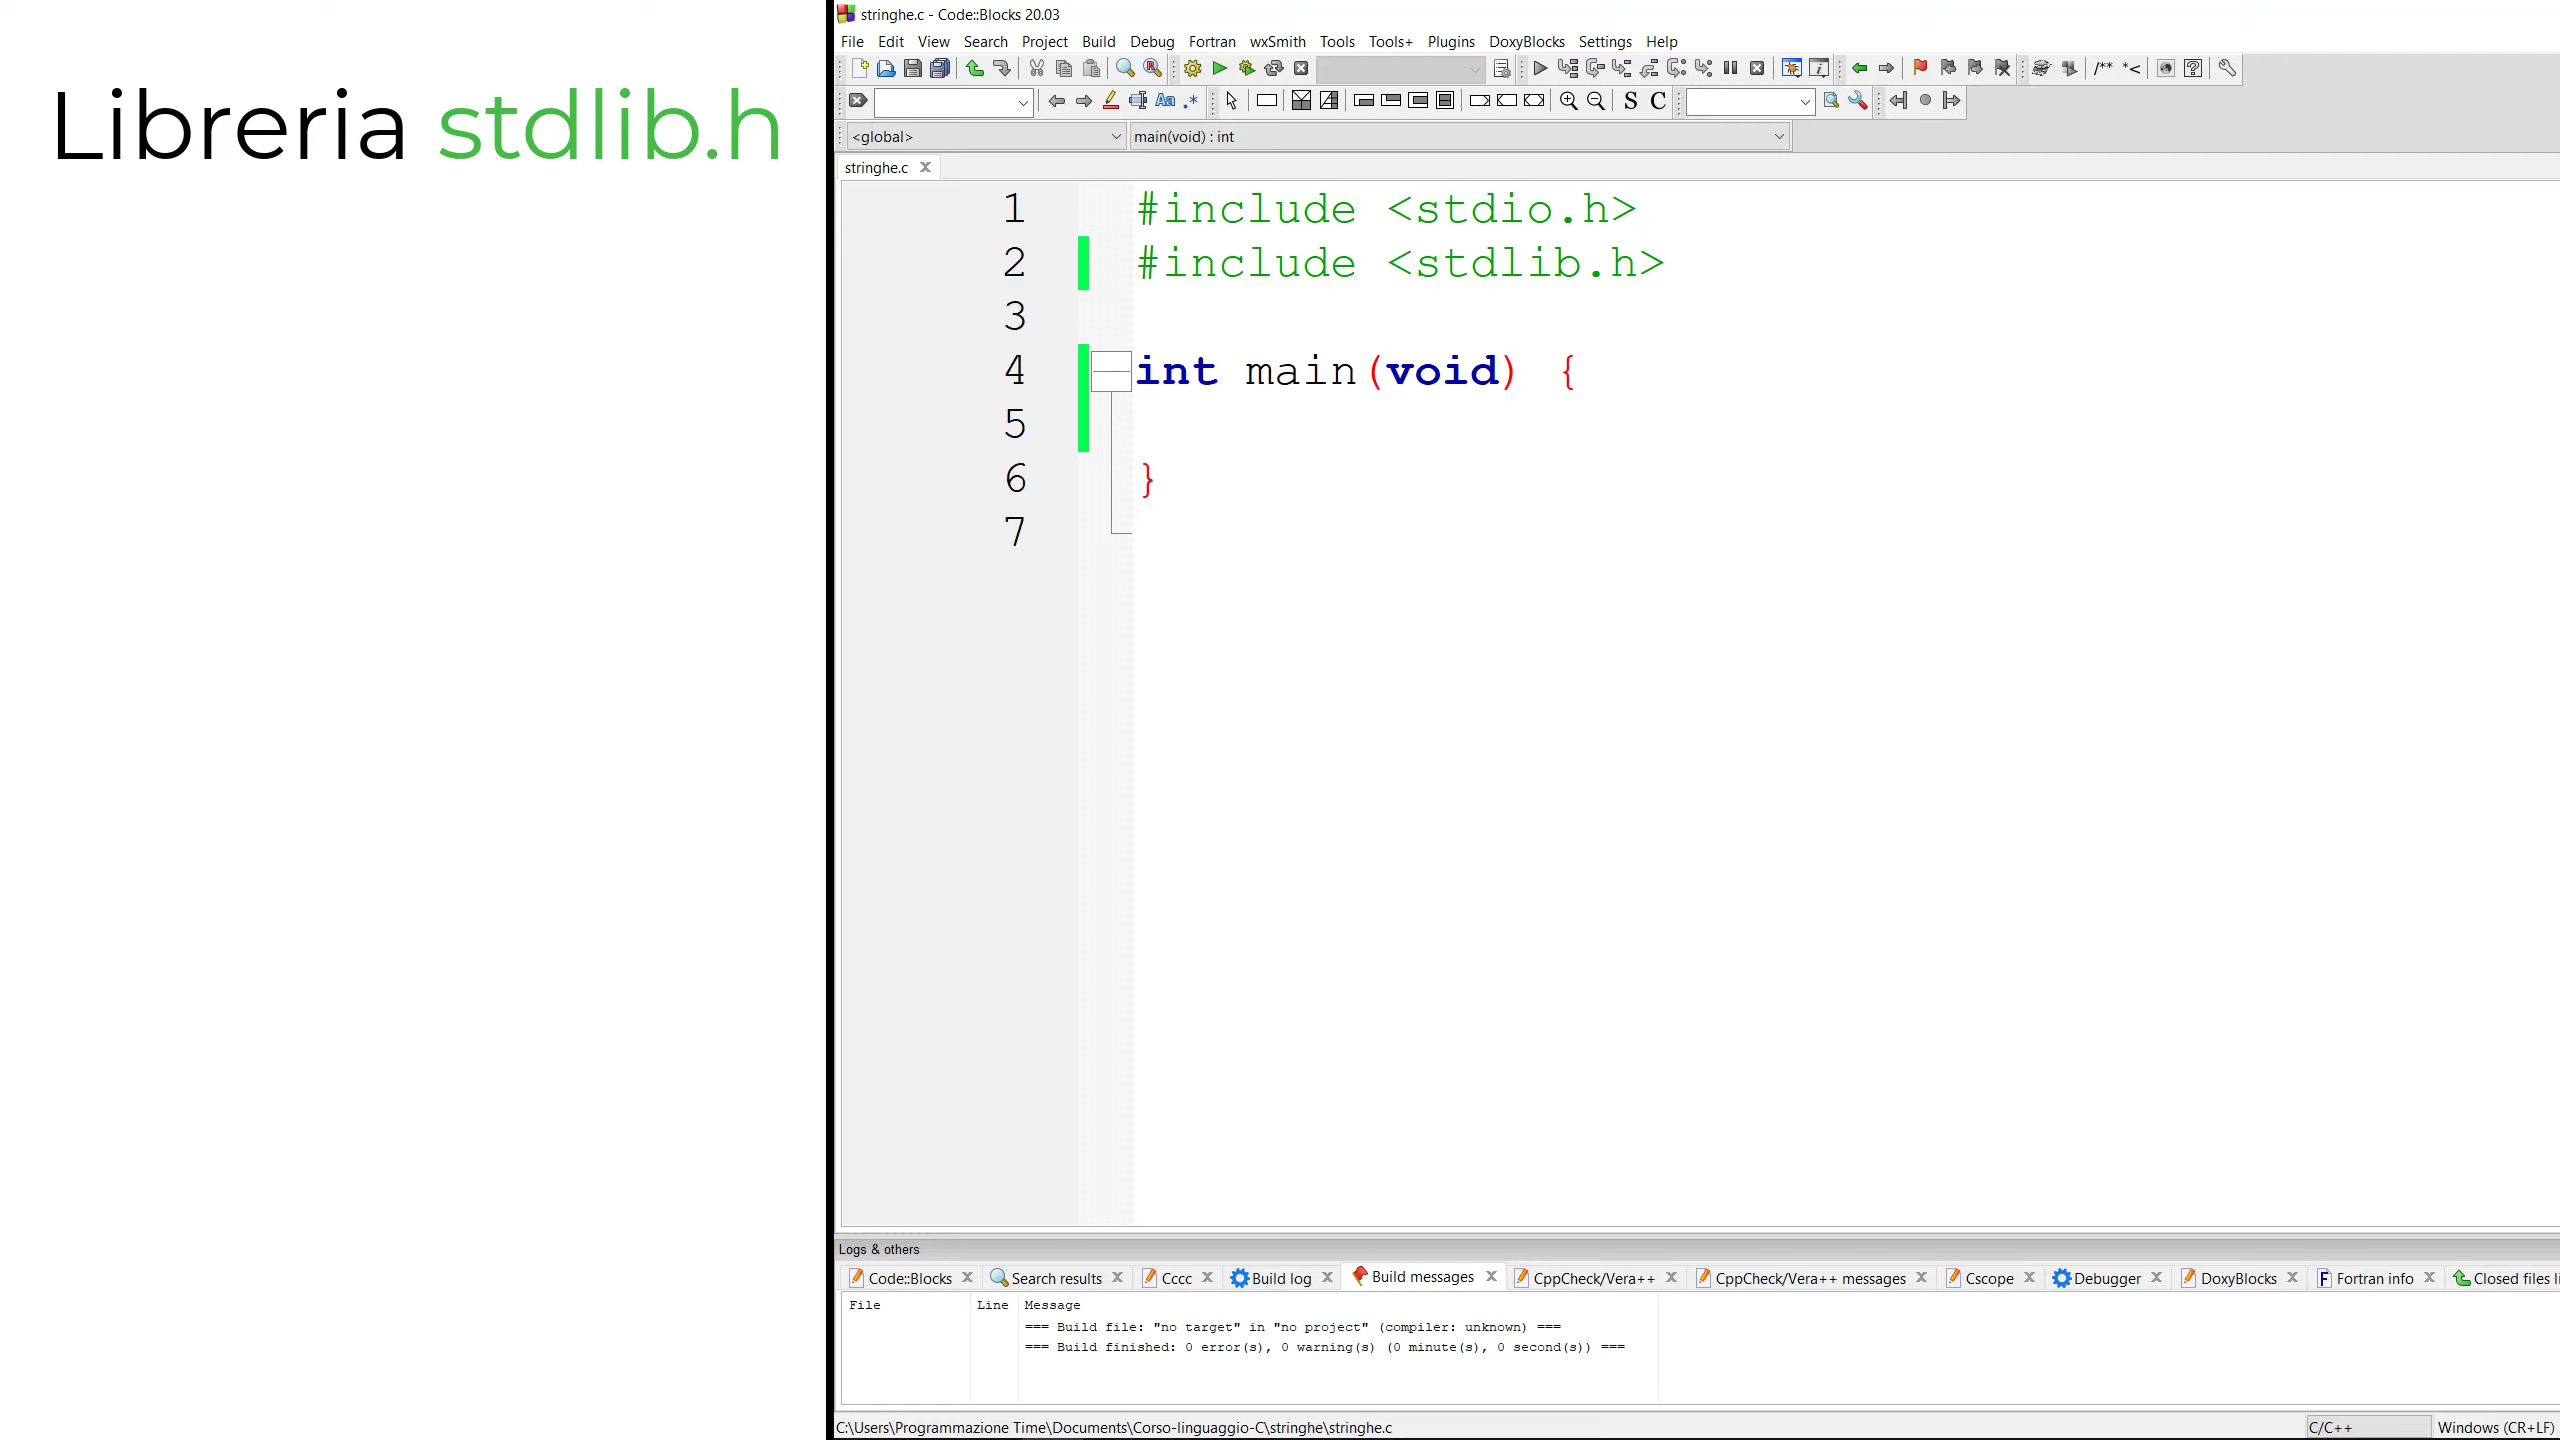 Libreria stdlib.h
stringhe.c - Code::Blocks 20.03
File Edit View Search Project Build Debug Fortran wxSmith Tools Tools+ Plugins DoxyBlocks Settings Help
<global> main(void) : int
stringhe.c
1 #include <stdio.h>
2 #include <stdlib.h>
3
4 int main(void) {
5
6 }
7
Logs & others
Code::Blocks Search results Cccc Build log Build messages CppCheck/Vera++ CppCheck/Vera++ messages Cscope Debugger DoxyBlocks Fortran info Closed files li
File Line Message
=== Build file: "no target" in "no project" (compiler: unknown) ===
=== Build finished: 0 error(s), 0 warning(s) (0 minute(s), 0 second(s)) ===
C:\Users\Programmazione Time\Documents\Corso-linguaggio-C\stringhe\stringhe.c C/C++ Windows (CR+LF)